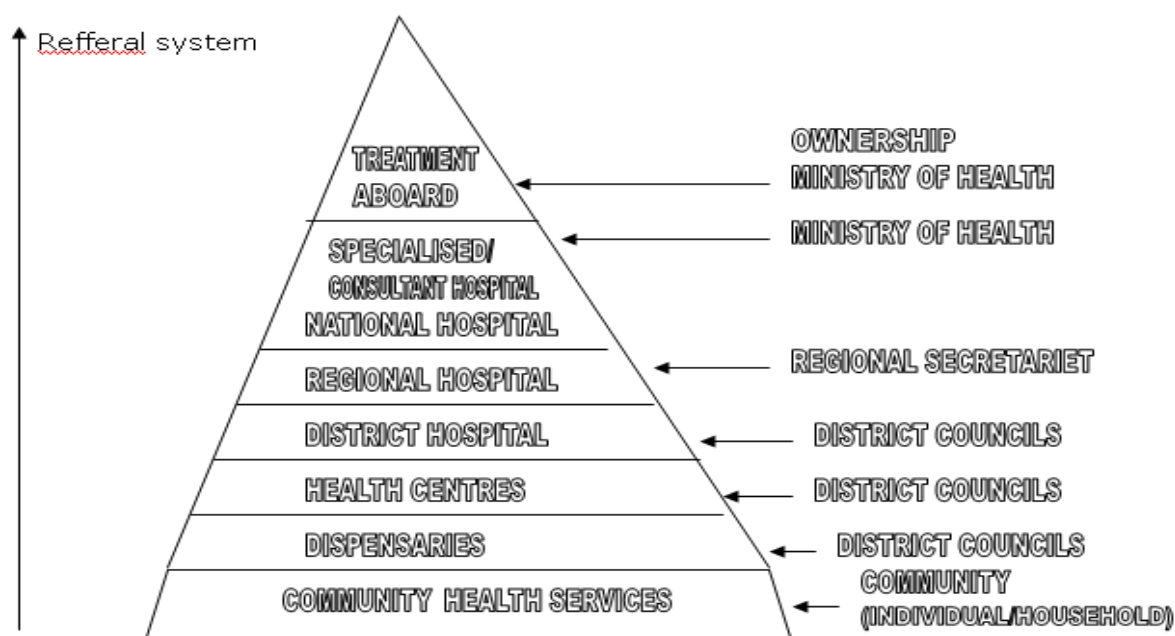 Refferal system
OWNERSHIP
TREATMENT
ABOARD
MINISTRY OF HEALTH
MINISTRY OF HEALTH
SPECIALISED/
CONSULTANT HOSPITAL
NATIONAL HOSPITAL
REGIONAL HOSPITAL
REGIONAL SECRETARIET
DISTRICT HOSPITAL
DISTRICT COUNCILS
HEALTH CENTRES
DISTRICT COUNCILS
DISPENSARIES
DISTRICT COUNCILS
COMMUNITY HEALTH SERVICES
COMMUNITY
(INDIVIDUAL/HOUSEHOLD)